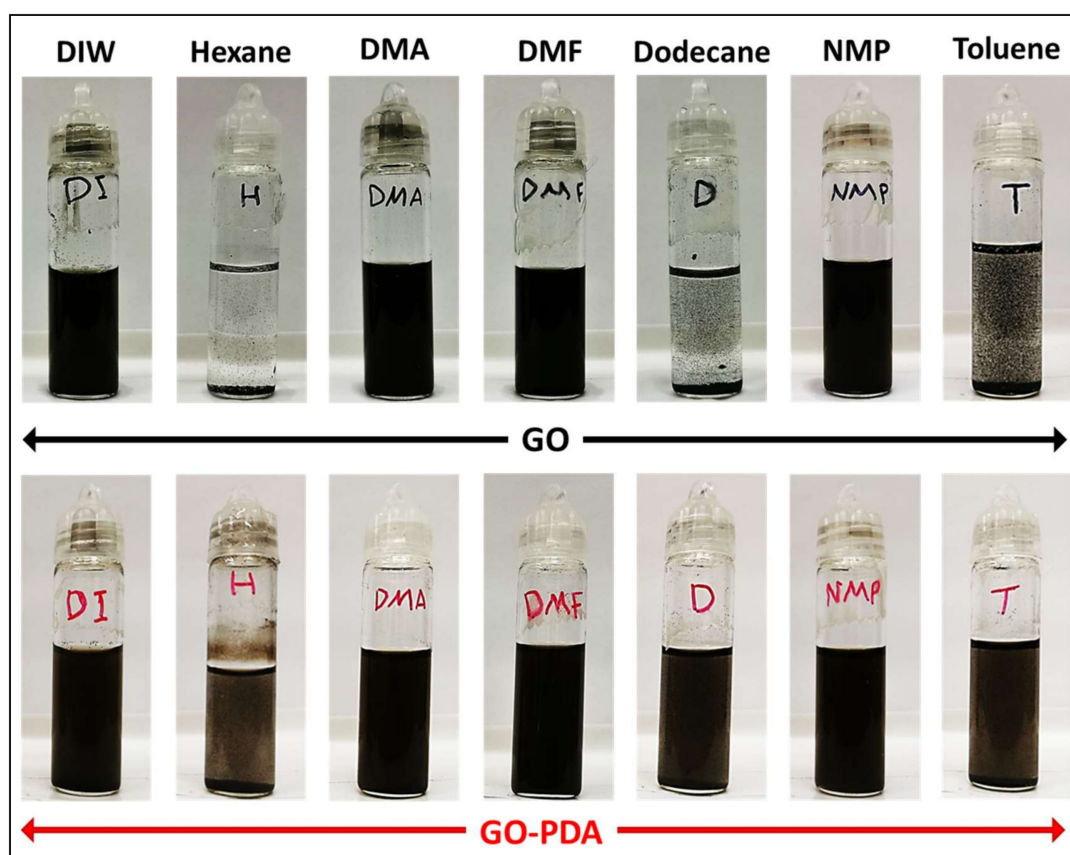 DIW Hexane DMA DMF Dodecane NMP Toluene
DI H DMA DMF D NMP T
GO
DI H DMA DMF D NMP T
GO-PDA